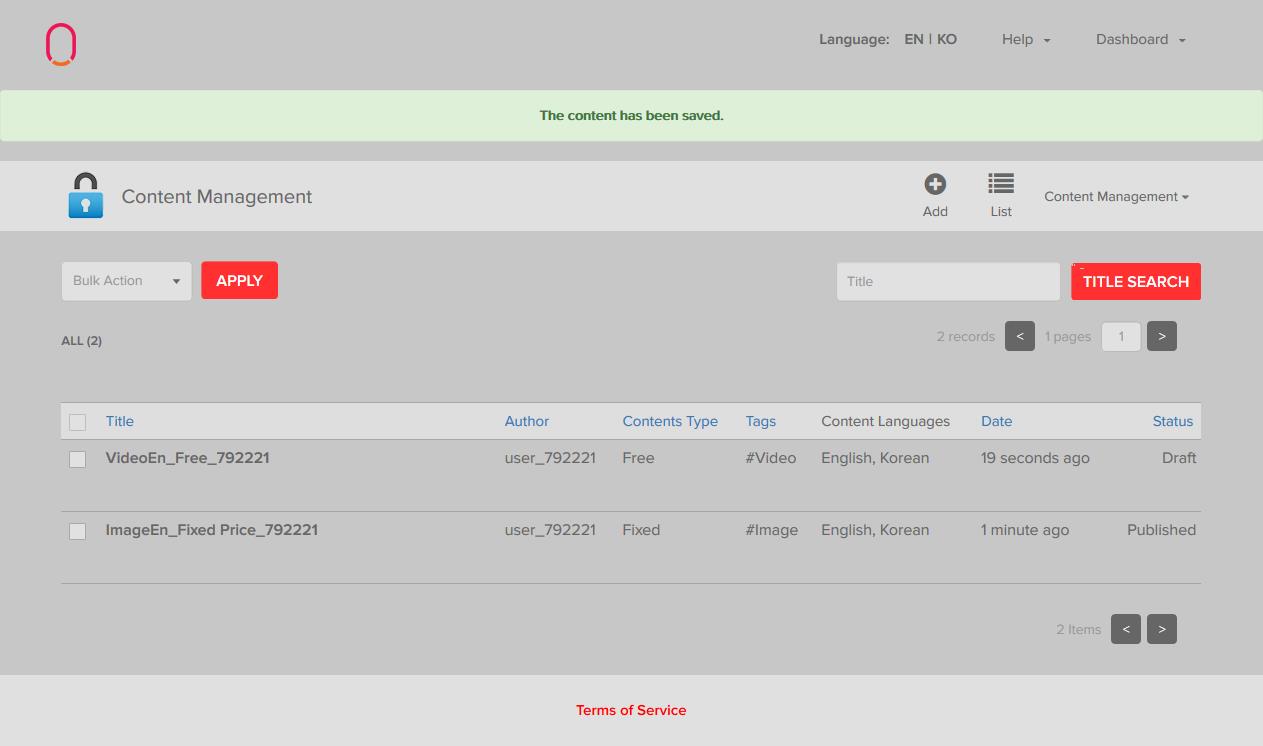 Language: EN | KO Help Dashboard
The content has been saved.
Content Management
Add List Content Management
Bulk Action APPLY Title TITLE SEARCH
ALL (2) 2 records < 1 pages 1 >
Title Author Contents Type Tags Content Languages Date Status
VideoEn_Free_792221 user_792221 Free #Video English, Korean 19 seconds ago Draft
ImageEn_Fixed Price_792221 user_792221 Fixed #Image English, Korean 1 minute ago Published
2 Items < >
Terms of Service